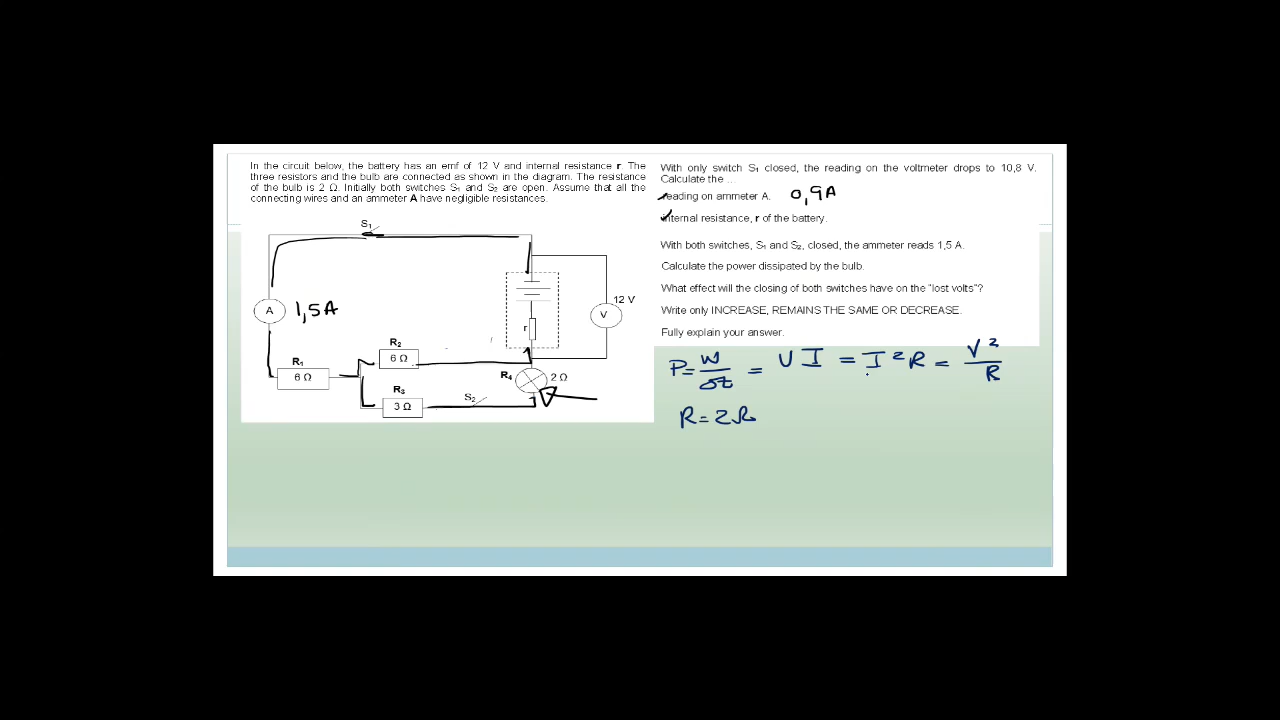 In the circuit below, the battery has an emf of 12 V and internal resistance r. The
three resistors and the bulb are connected as shown in the diagram. The resistance
of the bulb is 2 Ω. Initially both switches S₁ and S₂ are open. Assume that all the
connecting wires and an ammeter A have negligible resistances.
S₁
A
1,5A
12 V
V
r
R₂
6 Ω
R₁
6 Ω
R₄
2 Ω
R₃
3 Ω
S₂
With only switch S₁ closed, the reading on the voltmeter drops to 10,8 V.
Calculate the ...
reading on ammeter A. 0,9A
internal resistance, r of the battery.
With both switches, S₁ and S₂, closed, the ammeter reads 1,5 A.
Calculate the power dissipated by the bulb.
What effect will the closing of both switches have on the "lost volts"?
Write only INCREASE, REMAINS THE SAME OR DECREASE.
Fully explain your answer.
P = W/Δt = VI = I²R = V²/R
R = 2Ω